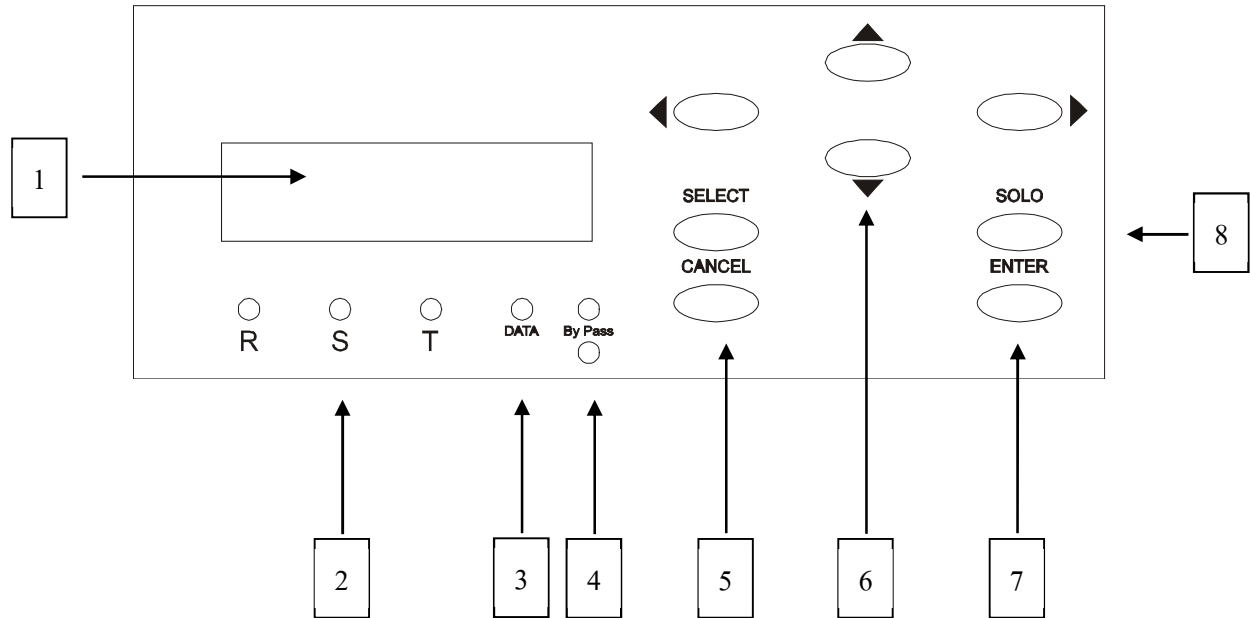 1
SELECT
SOLO
8
CANCEL
ENTER
R S T DATA By Pass
2 3 4 5 6 7